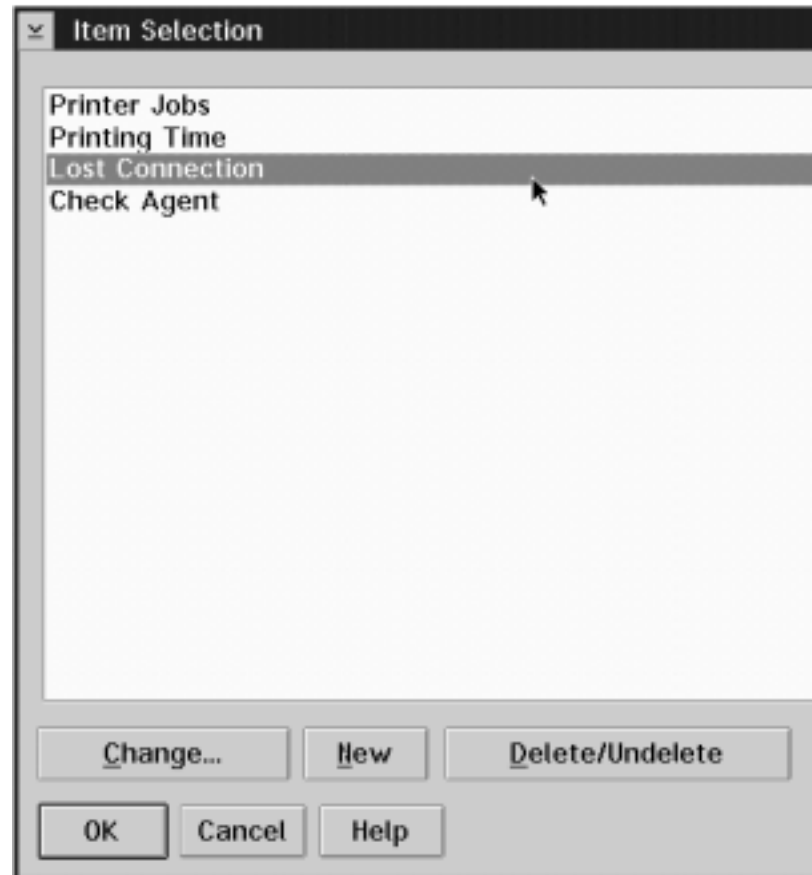 Item Selection
Printer Jobs
Printing Time
Lost Connection
Check Agent
Change... New Delete/Undelete
OK Cancel Help